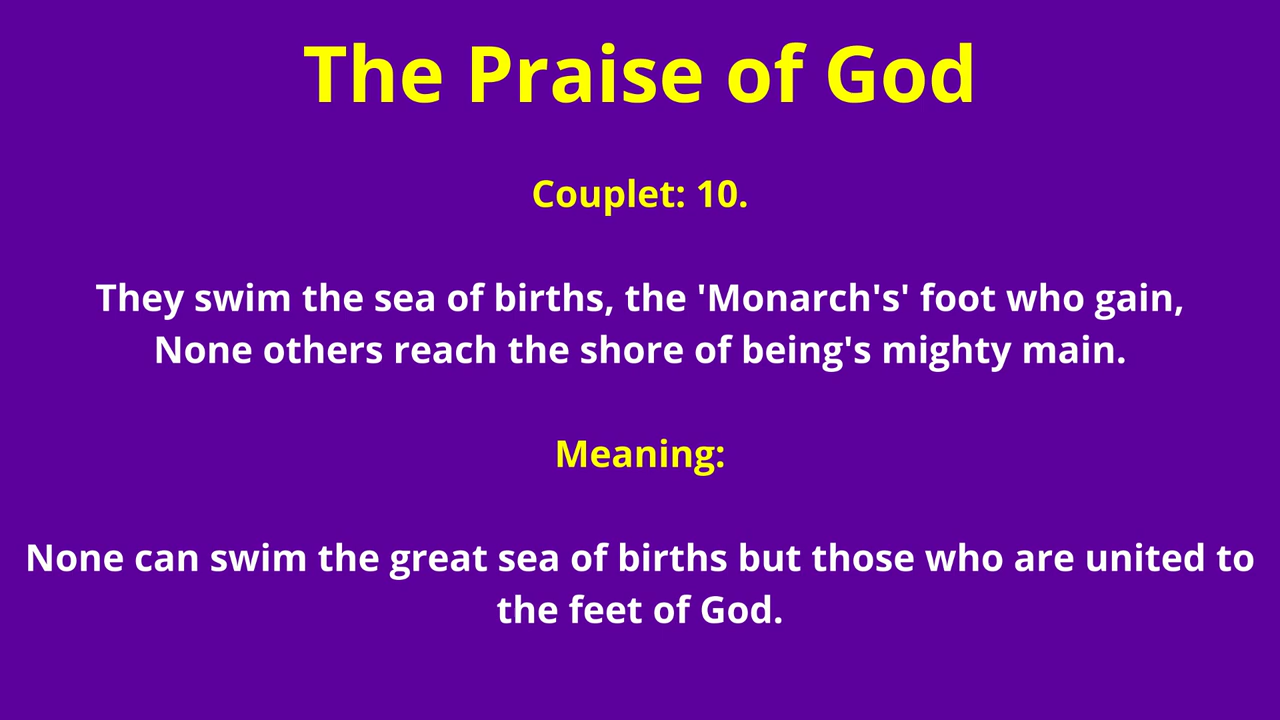 The Praise of God
Couplet: 10.
They swim the sea of births, the 'Monarch's' foot who gain,
None others reach the shore of being's mighty main.
Meaning:
None can swim the great sea of births but those who are united to
the feet of God.